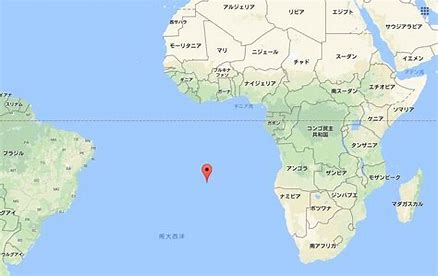 アルジェリア
リビア
エジプト
サウジアラビア
西サハラ
モーリタニア
マリ
ニジェール
チャド
スーダン
イエメン
アデン湾
ブルキナ
ファソ
ナイジェリア
南スーダン
エチオピア
ソマリア
ギニア湾
ガボン
コンゴ民主
共和国
ケニア
タンザニア
ブラジル
アンゴラ
ザンビア
モザンビーク
マダガスカル
ナミビア
ジンバブエ
ボツワナ
南大西洋
南アフリカ